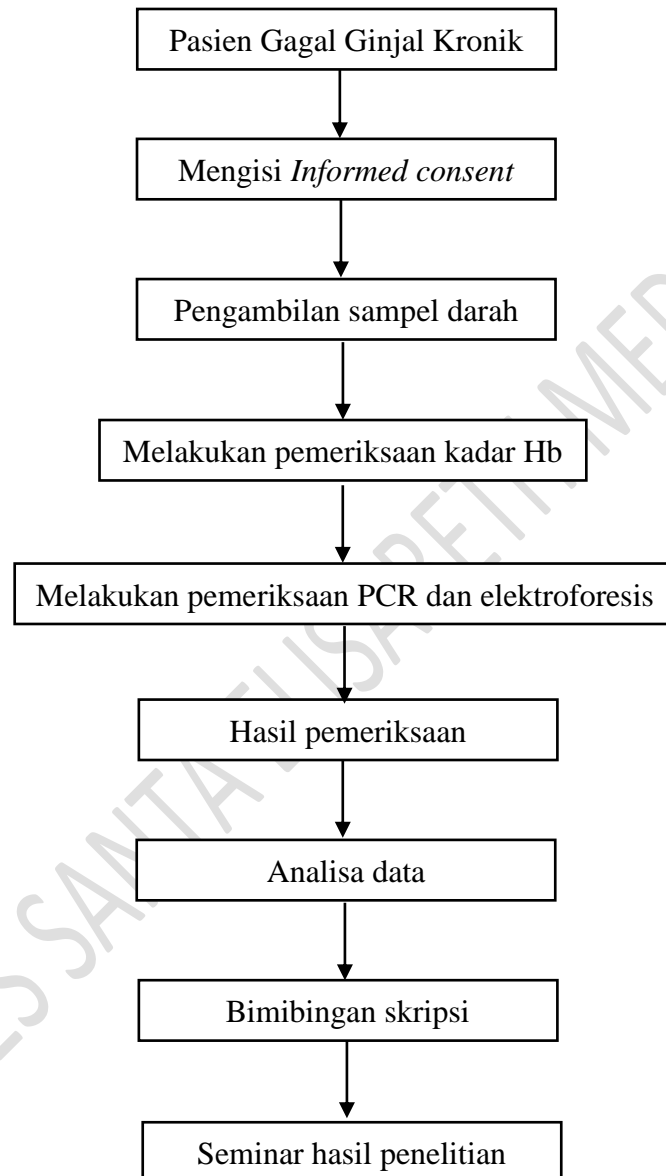 Pasien Gagal Ginjal Kronik
Mengisi Informed consent
Pengambilan sampel darah
Melakukan pemeriksaan kadar Hb
Melakukan pemeriksaan PCR dan elektroforesis
Hasil pemeriksaan
Analisa data
Bimibingan skripsi
Seminar hasil penelitian